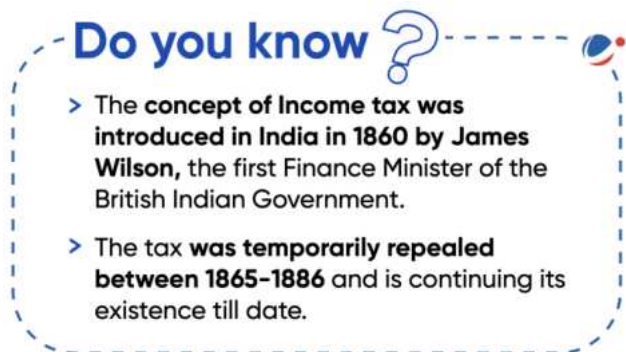 Do you know ?
> The concept of Income tax was
introduced in India in 1860 by James
Wilson, the first Finance Minister of the
British Indian Government.
> The tax was temporarily repealed
between 1865-1886 and is continuing its
existence till date.